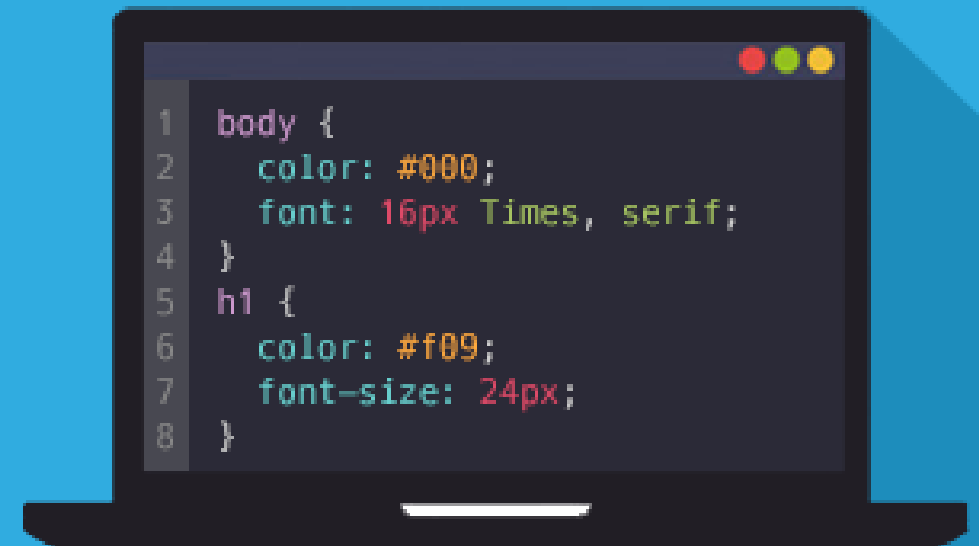 1 body {
2   color: #000;
3   font: 16px Times, serif;
4 }
5 h1 {
6   color: #f09;
7   font-size: 24px;
8 }